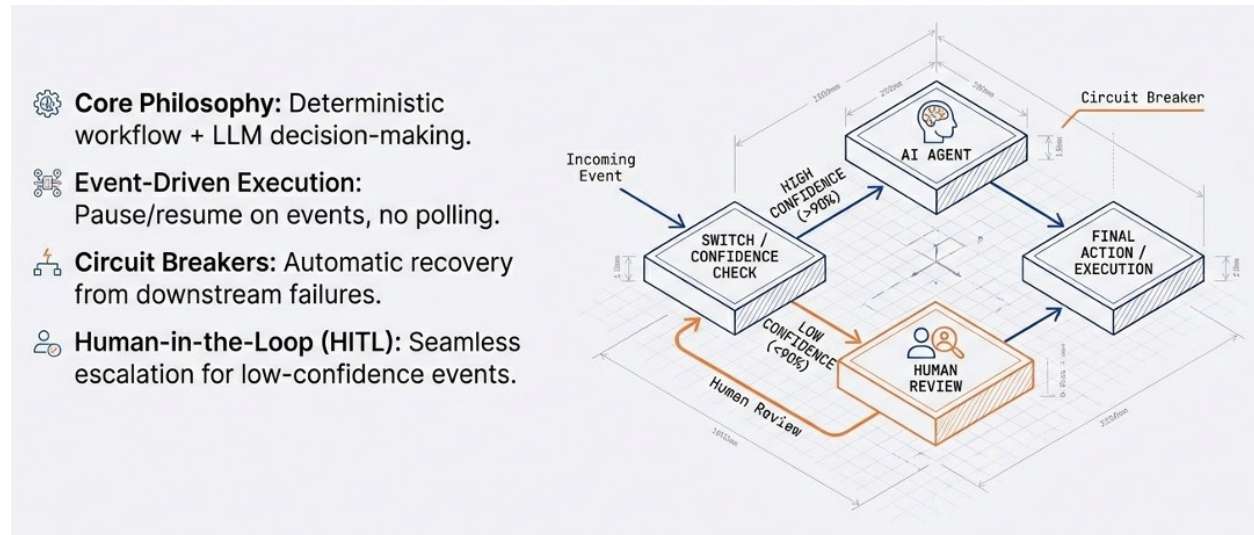 Core Philosophy: Deterministic
workflow + LLM decision-making.
Event-Driven Execution:
Pause/resume on events, no polling.
Circuit Breakers: Automatic recovery
from downstream failures.
Human-in-the-Loop (HITL): Seamless
escalation for low-confidence events.
Incoming
Event
SWITCH /
CONFIDENCE
CHECK
HIGH
CONFIDENCE
(>90%)
AI AGENT
Circuit Breaker
FINAL
ACTION /
EXECUTION
LOW
CONFIDENCE
(<90%)
HUMAN
REVIEW
Human Review